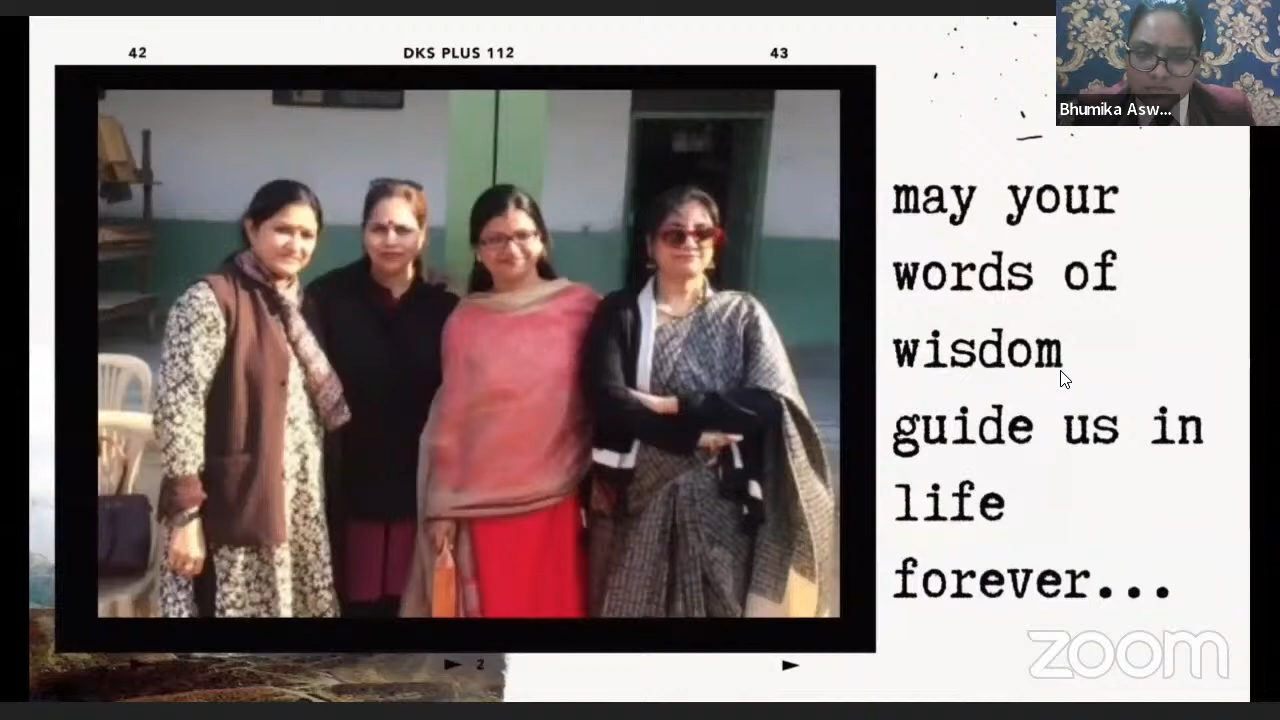 42 DKS PLUS 112 43
Bhumika Asw...
may your
words of
wisdom
guide us in
life
forever...
2
zoom